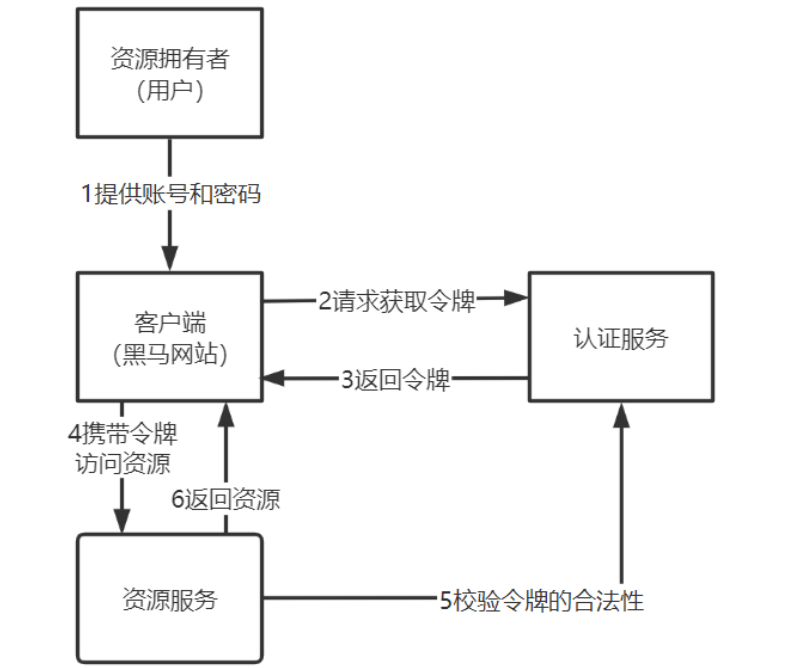 资源拥有者
（用户）
1提供账号和密码
客户端
（黑马网站）
2请求获取令牌
认证服务
3返回令牌
4携带令牌
访问资源
6返回资源
资源服务
5校验令牌的合法性